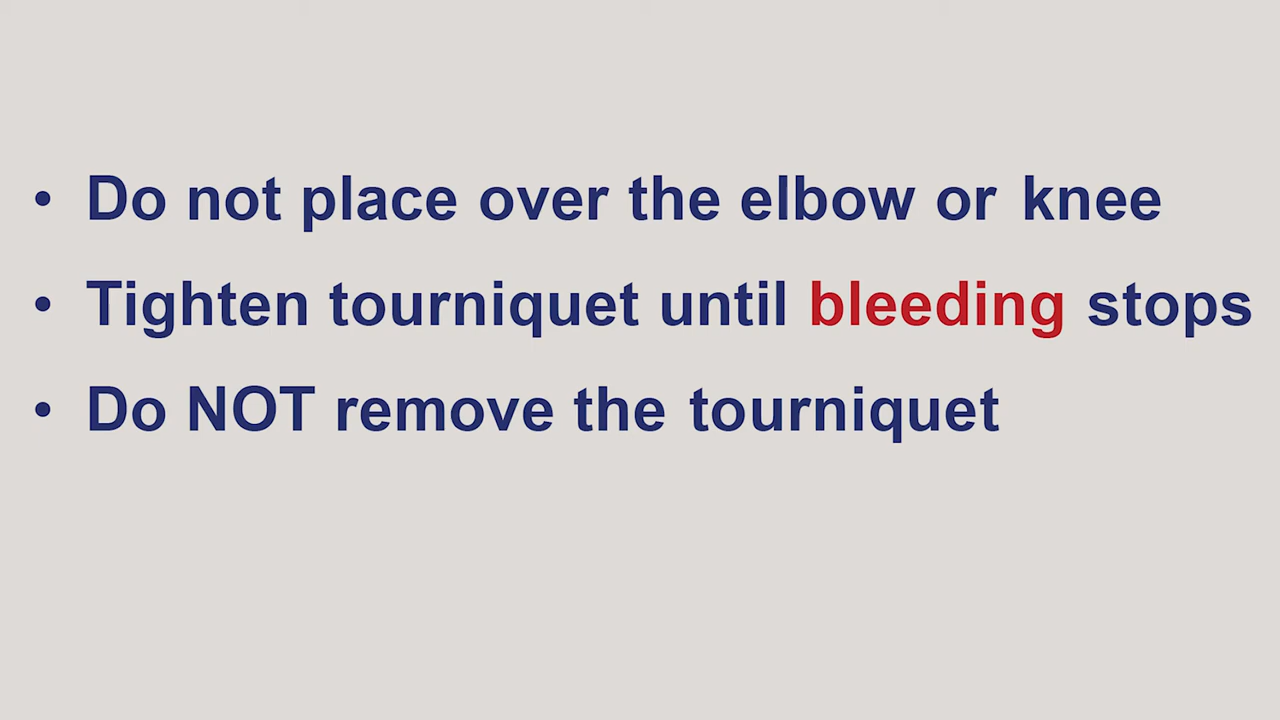 • Do not place over the elbow or knee
• Tighten tourniquet until bleeding stops
• Do NOT remove the tourniquet